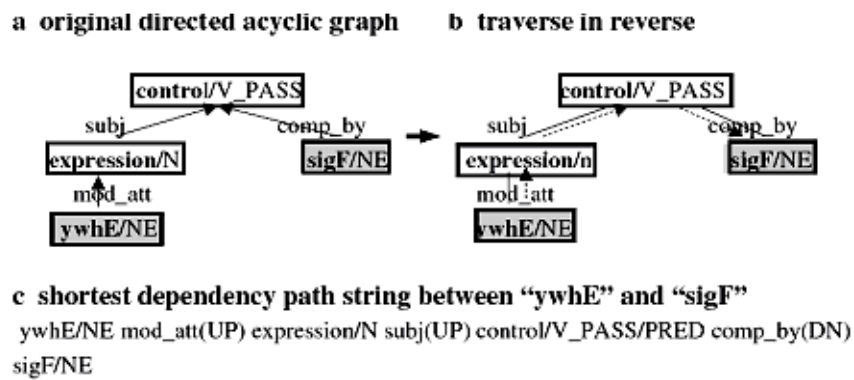 a original directed acyclic graph b traverse in reverse
control/V_PASS control/V_PASS
subj comp_by subj comp_by
expression/N sigF/NE expression/n sigF/NE
mod_att mod_att
ywhE/NE ywhE/NE
c shortest dependency path string between “ywhE” and “sigF”
ywhE/NE mod_att(UP) expression/N subj(UP) control/V_PASS/PRED comp_by(DN)
sigF/NE